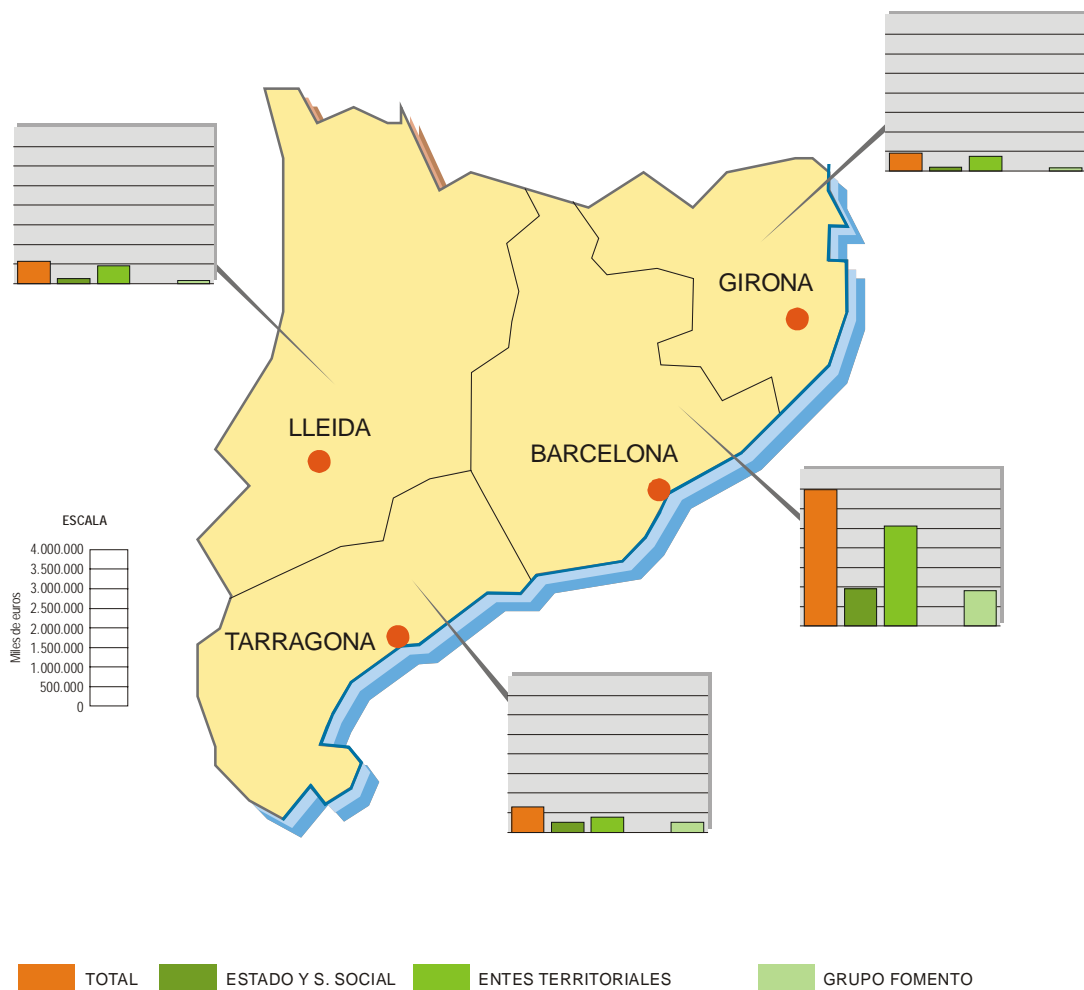 GIRONA
LLEIDA
BARCELONA
TARRAGONA
ESCALA
Miles de euros
4.000.000
3.500.000
3.000.000
2.500.000
2.000.000
1.500.000
1.000.000
500.000
0
TOTAL
ESTADO Y S. SOCIAL
ENTES TERRITORIALES
GRUPO FOMENTO